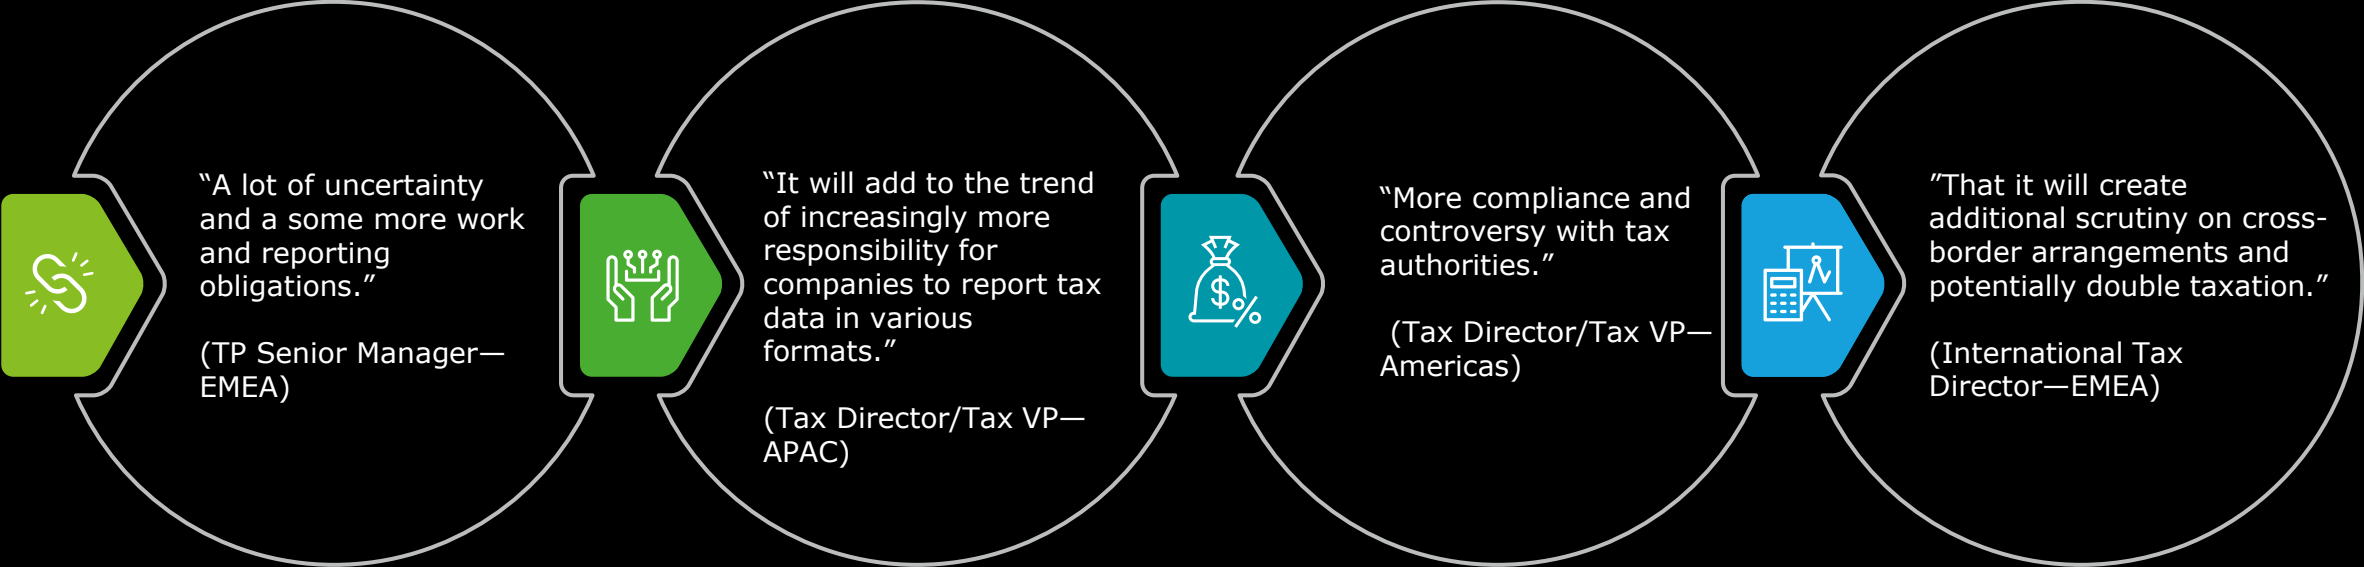 “A lot of uncertainty
and a some more work
and reporting
obligations.”
(TP Senior Manager—
EMEA)
“It will add to the trend
of increasingly more
responsibility for
companies to report tax
data in various
formats.”
(Tax Director/Tax VP—
APAC)
$
%
“More compliance and
controversy with tax
authorities.”
(Tax Director/Tax VP—
Americas)
”That it will create
additional scrutiny on cross-
border arrangements and
potentially double taxation.”
(International Tax
Director—EMEA)